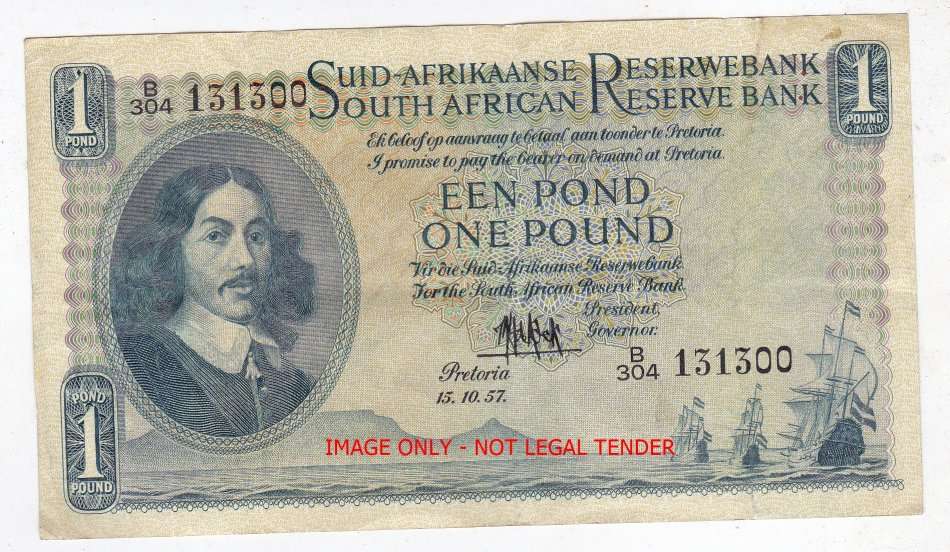 1
POND
B
304 131300
SUID-AFRIKAANSE RESERWEBANK
SOUTH AFRICAN RESERVE BANK
1
POUND
Ek beloof op aanvraag te betaal aan toonder te Pretoria.
I promise to pay the bearer on demand at Pretoria.
EEN POND
ONE POUND
Vir die Suid-Afrikaanse Reserwebank
For the South African Reserve Bank.
President,
Governor.
B
304 131300
Pretoria
15. 10. 57.
POND
1
POUND
IMAGE ONLY - NOT LEGAL TENDER